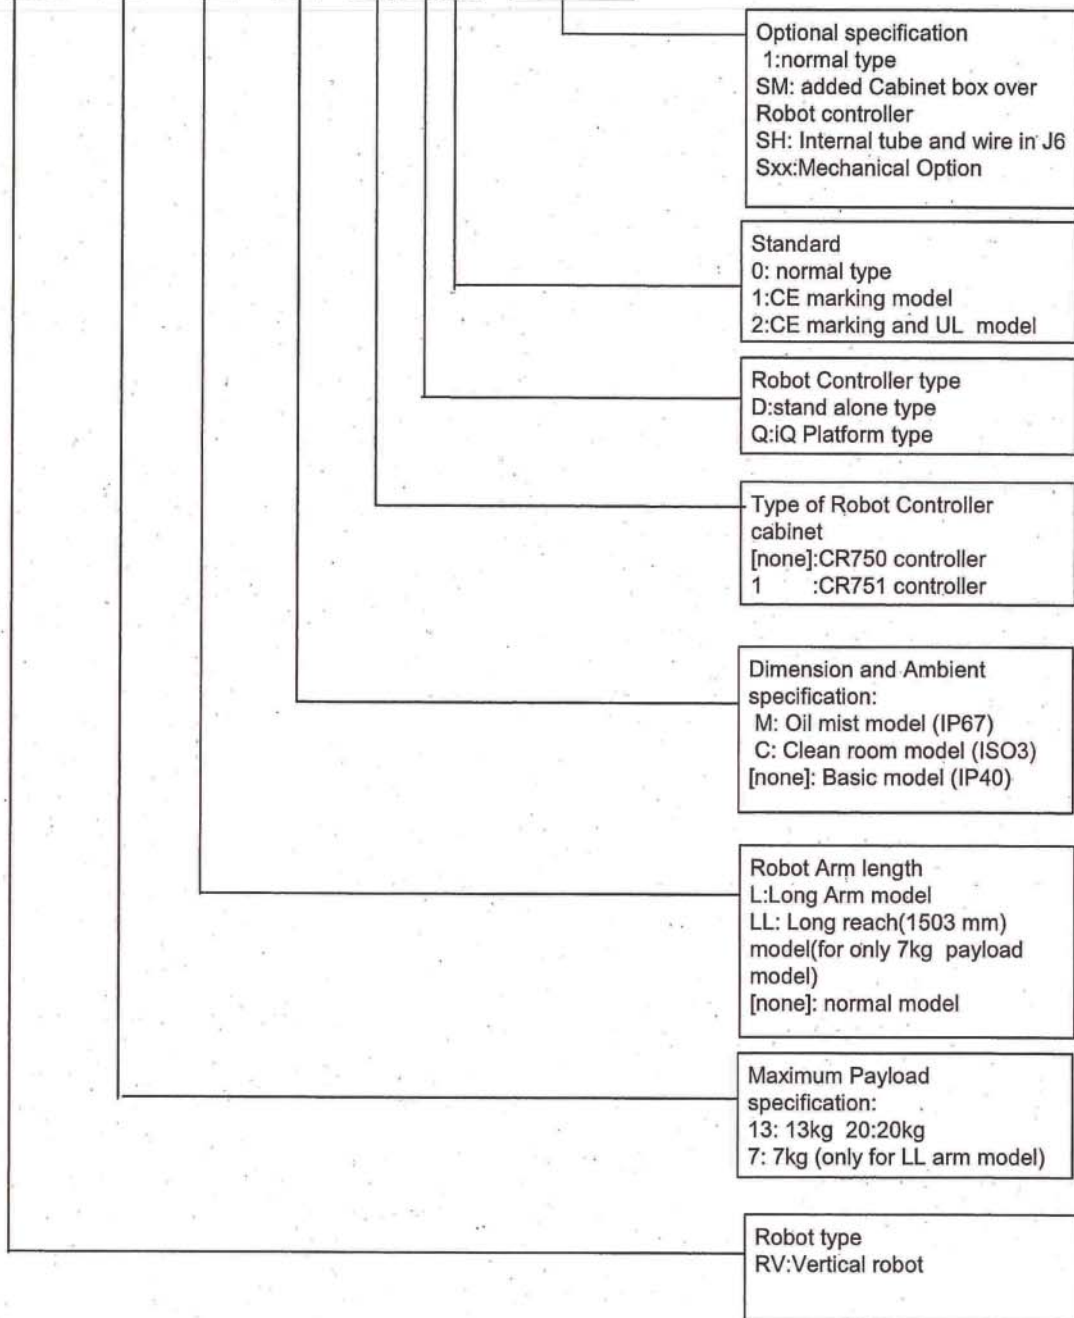 Optional specification
1:normal type
SM: added Cabinet box over
Robot controller
SH: Internal tube and wire in J6
Sxx:Mechanical Option
Standard
0: normal type
1:CE marking model
2:CE marking and UL model
Robot Controller type
D:stand alone type
Q:iQ Platform type
Type of Robot Controller
cabinet
[none]:CR750 controller
1 :CR751 controller
Dimension and Ambient
specification:
M: Oil mist model (IP67)
C: Clean room model (ISO3)
[none]: Basic model (IP40)
Robot Arm length
L:Long Arm model
LL: Long reach(1503 mm)
model(for only 7kg payload
model)
[none]: normal model
Maximum Payload
specification:
13: 13kg 20:20kg
7: 7kg (only for LL arm model)
Robot type
RV:Vertical robot